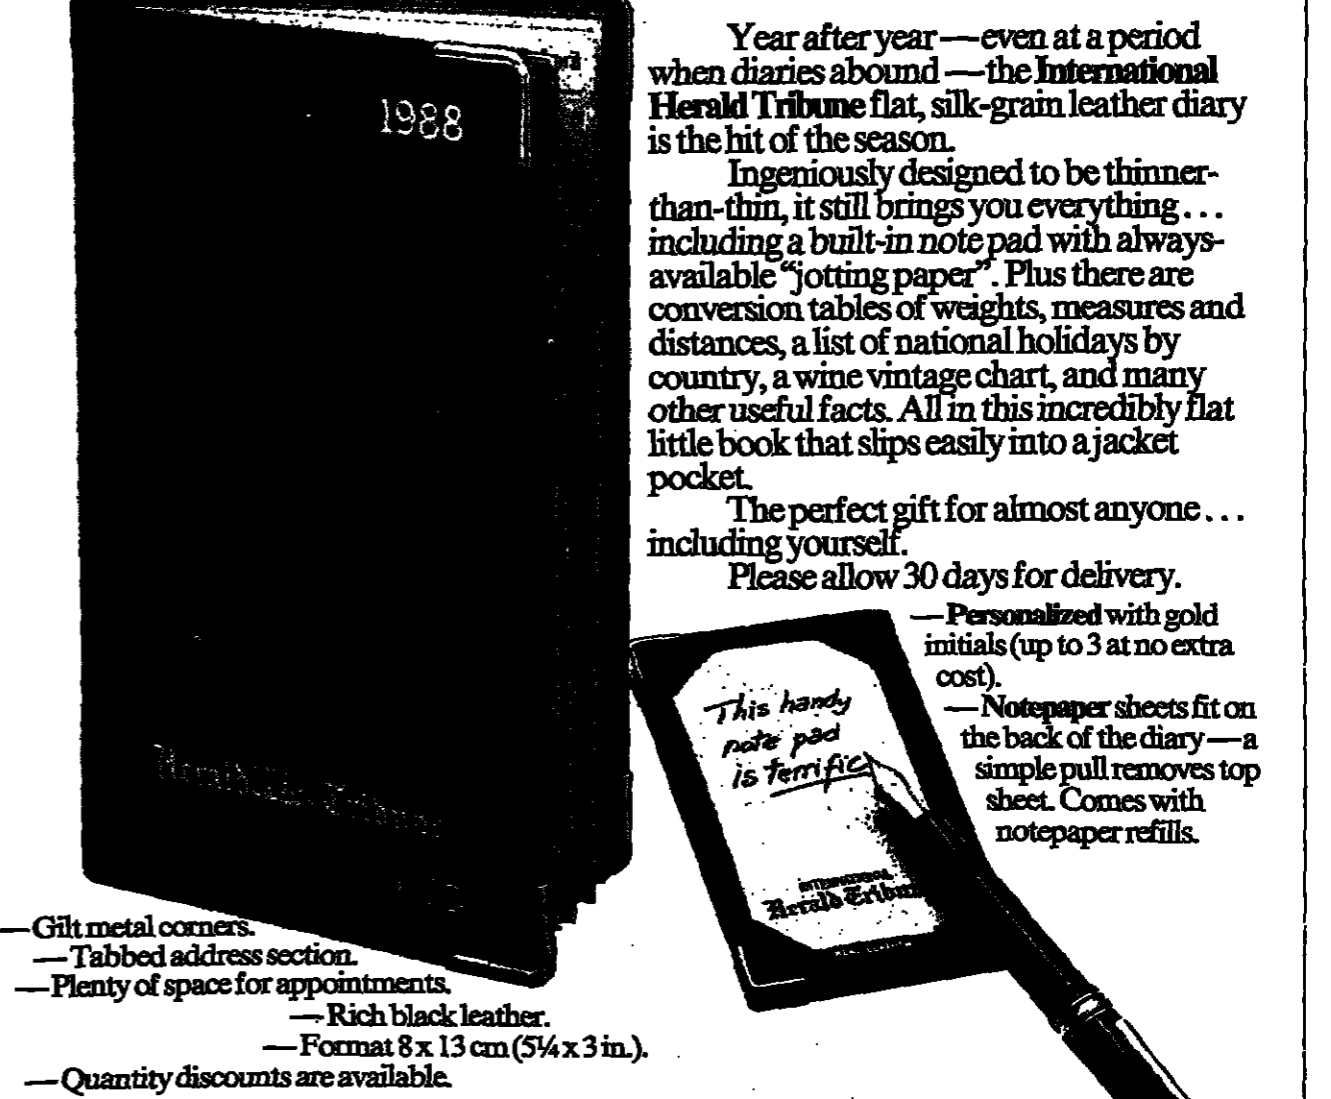 1988
Year after year—even at a period
when diaries abound—the International
Herald Tribune flat, silk-grain leather diary
is the hit of the season.
Ingeniously designed to be thinner-
than-thin, it still brings you everything...
including a built-in note pad with always-
available “jotting paper”. Plus there are
conversion tables of weights, measures and
distances, a list of national holidays by
country, a wine vintage chart, and many
other useful facts. All in this incredibly flat
little book that slips easily into a jacket
pocket.
The perfect gift for almost anyone...
including yourself.
Please allow 30 days for delivery.
—Personalized with gold
initials (up to 3 at no extra
cost).
—Notepaper sheets fit on
the back of the diary—a
simple pull removes top
sheet. Comes with
notepaper refills.
This handy
note pad
is terrific
INTERNATIONAL
Herald Tribune
Herald Tribune
—Gilt metal corners.
—Tabbed address section.
—Plenty of space for appointments.
—Rich black leather.
—Format 8 x 13 cm (5¼ x 3 in.).
—Quantity discounts are available.